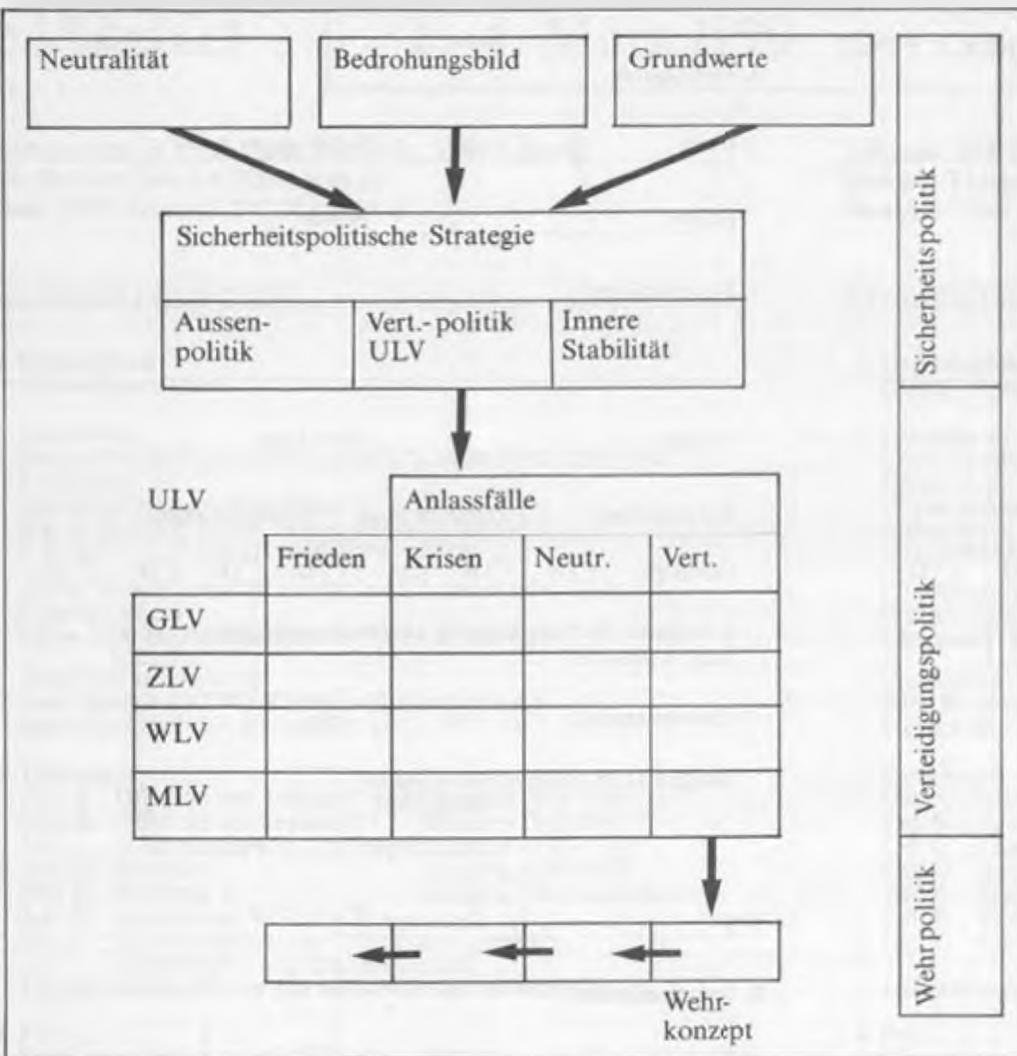 Neutralität
Bedrohungsbild
Grundwerte
Sicherheitspolitische Strategie
Aussen-
politik
Vert.-politik
ULV
Innere
Stabilität
ULV
Anlassfälle
Frieden
Krisen
Neutr.
Vert.
GLV
ZLV
WLV
MLV
Wehr-
konzept
Sicherheitspolitik
Verteidigungspolitik
Wehrpolitik